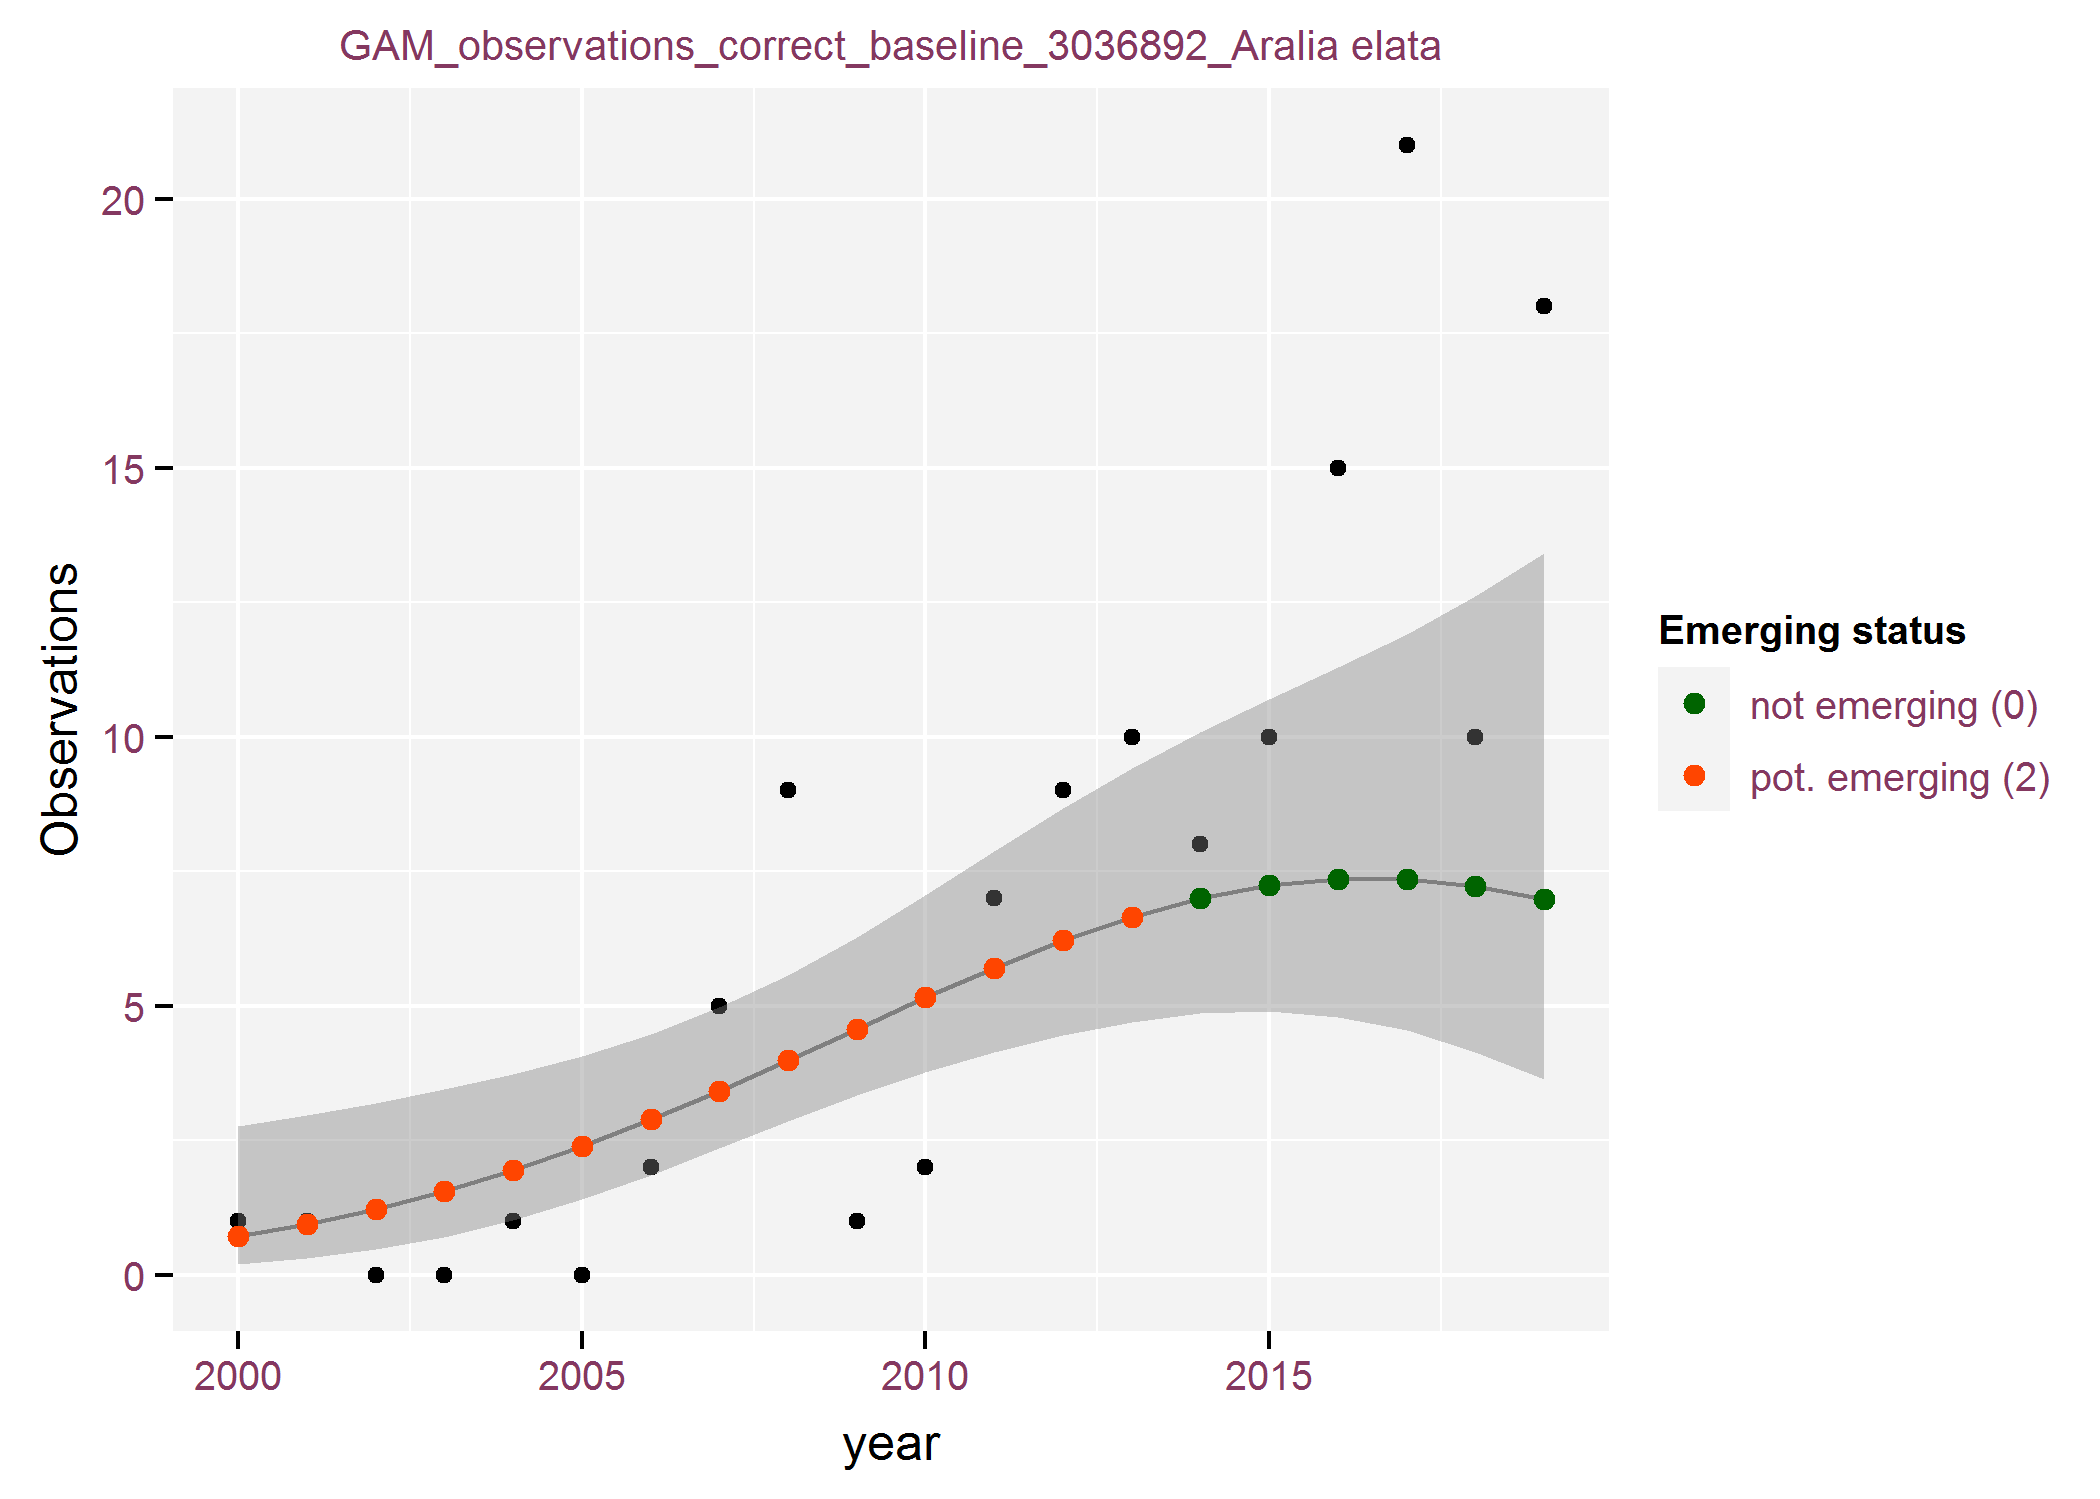 GAM_observations_correct_baseline_3036892_Aralia elata
20
15
10
5
0
Observations
2000 2005 2010 2015
year
Emerging status
not emerging (0)
pot. emerging (2)